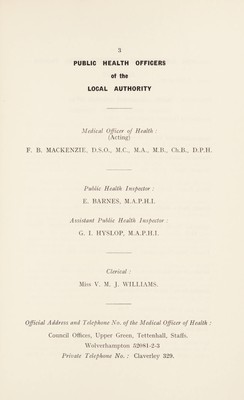 3
PUBLIC HEALTH OFFICERS
of the
LOCAL AUTHORITY
Medical Officer of Health :
(Acting)
F. B. MACKENZIE, D.S.O., M.C., M.A., M.B., Ch.B., D.P.H.
Public Health Inspector :
E. BARNES, M.A.P.H.I.
Assistant Public Health Inspector :
G. I. HYSLOP, M.A.P.H.I.
Clerical :
Miss V. M. J. WILLIAMS.
Official Address and Telephone No. of the Medical Officer of Health :
Council Offices, Upper Green, Tettenhall, Staffs.
Wolverhampton 52081-2-3
Private Telephone No. : Claverley 329.